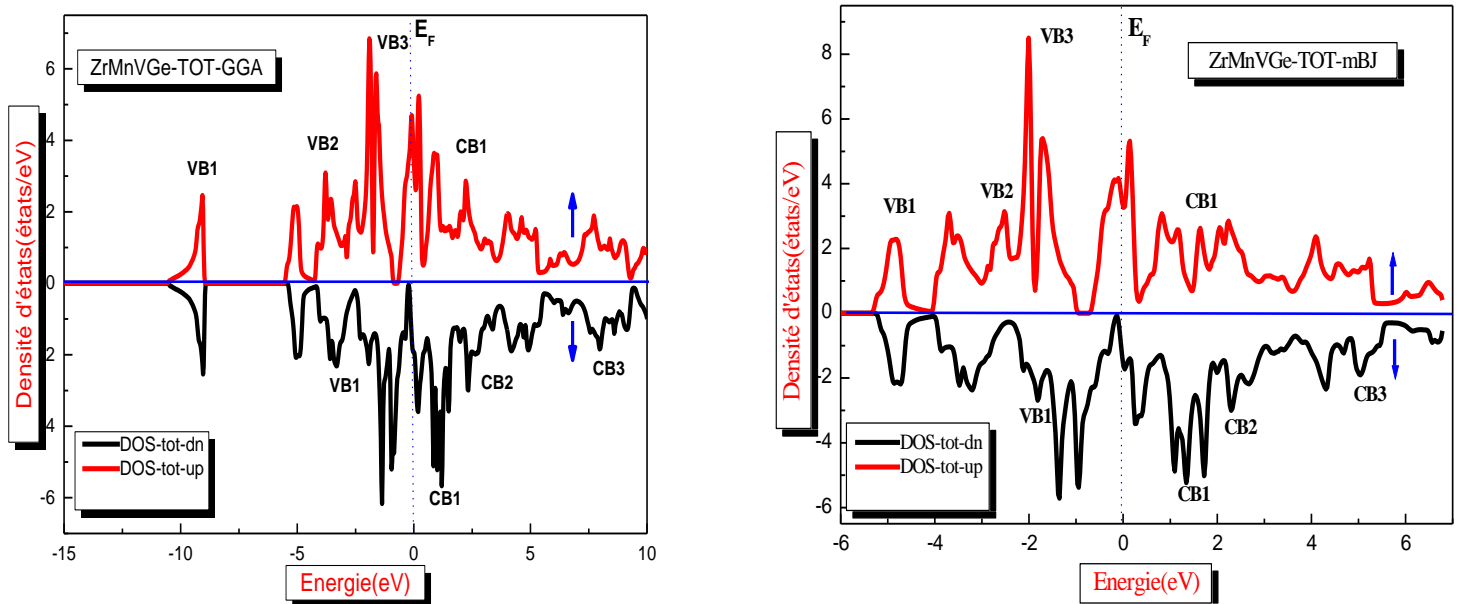 ZrMnVGe-TOT-GGA
E_F
VB1
VB2
VB3
CB1
VB1
CB1
CB2
CB3
DOS-tot-dn
DOS-tot-up
Densité d'états(états/eV)
6
4
2
0
-2
-4
-6
-15
-10
-5
0
5
10
Energie(eV)
ZrMnVGe-TOT-mBJ
E_F
VB1
VB2
VB3
CB1
VB1
CB1
CB2
CB3
DOS-tot-dn
DOS-tot-up
Densité d'états(états/eV)
8
6
4
2
0
-2
-4
-6
-6
-4
-2
0
2
4
6
Energie(eV)